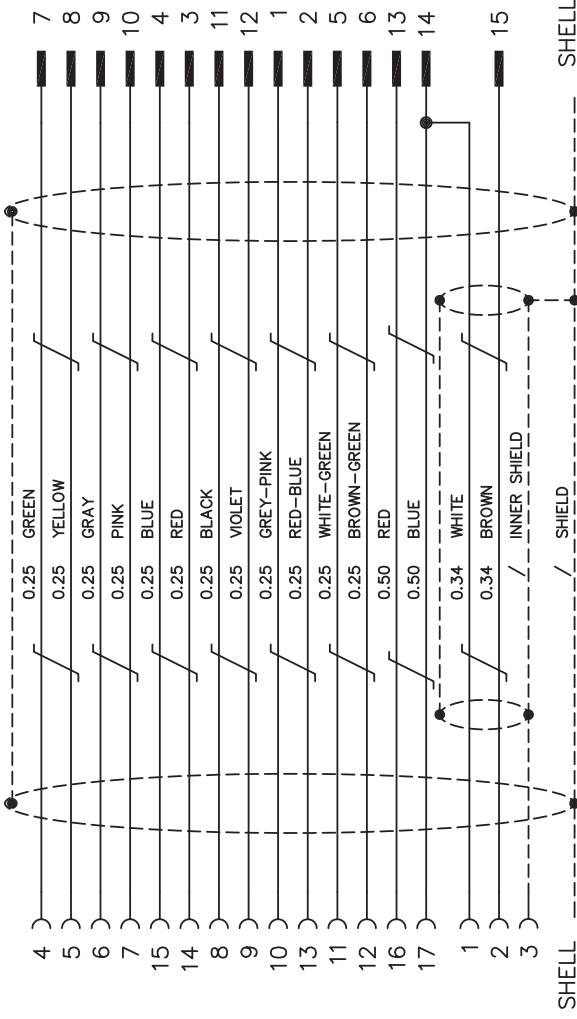 4 0.25 GREEN 7
5 0.25 YELLOW 8
6 0.25 GRAY 9
7 0.25 PINK 10
15 0.25 BLUE 4
14 0.25 RED 3
8 0.25 BLACK 11
9 0.25 VIOLET 12
10 0.25 GREY-PINK 1
13 0.25 RED-BLUE 2
11 0.25 WHITE-GREEN 5
12 0.25 BROWN-GREEN 6
16 0.50 RED 13
17 0.50 BLUE 14
1 0.34 WHITE
2 0.34 BROWN 15
3 / INNER SHIELD
SHELL / SHIELD SHELL